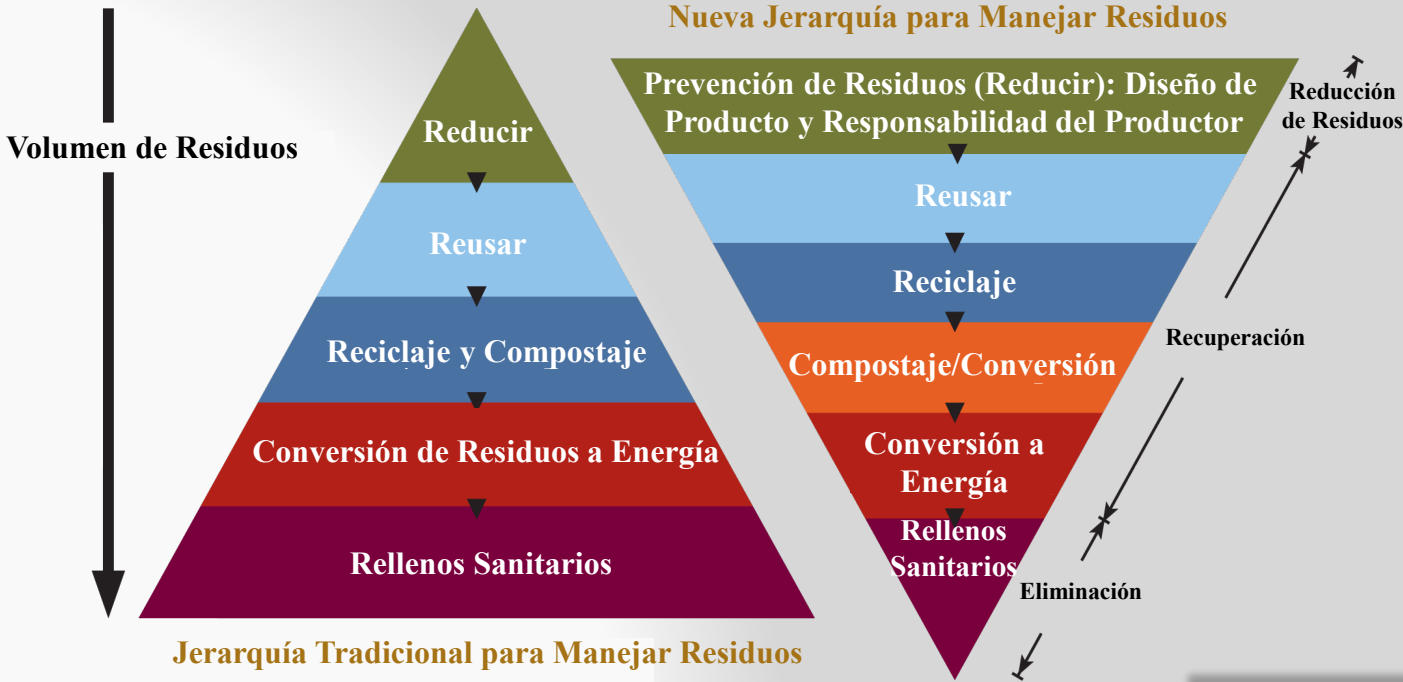 Nueva Jerarquía para Manejar Residuos
Volumen de Residuos
Reducir
Reusar
Reciclaje y Compostaje
Conversión de Residuos a Energía
Rellenos Sanitarios
Jerarquía Tradicional para Manejar Residuos
Prevención de Residuos (Reducir): Diseño de
Producto y Responsabilidad del Productor
Reusar
Reciclaje
Compostaje/Conversión
Conversión a
Energía
Rellenos
Sanitarios
Reducción
de Residuos
Recuperación
Eliminación